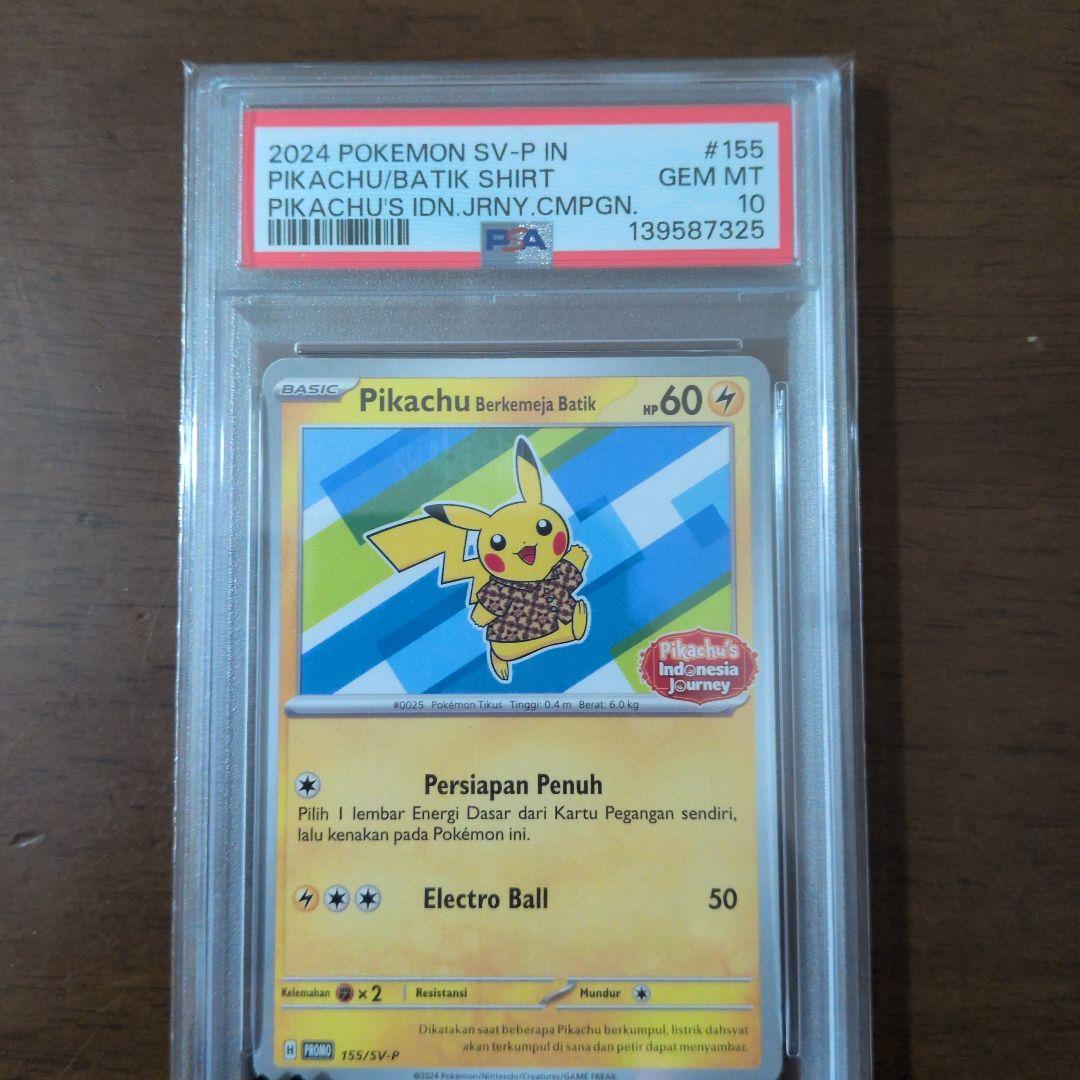 2024 POKEMON SV-P IN #155
PIKACHU/BATIK SHIRT GEM MT
PIKACHU'S IDN.JRNY.CMPGN. 10
PSA 139587325
BASIC Pikachu Berkemeja Batik HP60
Pikachu's
Indonesia
Journey
#0025 Pokémon Tikus Tinggi: 0.4 m Berat: 6.0 kg
Persiapan Penuh
Pilih 1 lembar Energi Dasar dari Kartu Pegangan sendiri,
lalu kenakan pada Pokémon ini.
Electro Ball 50
Kelemahan ×2 Resistansi Mundur
Dikatakan saat beberapa Pikachu berkumpul, listrik dahsyat
akan terkumpul di sana dan petir dapat menyambar.
H PROMO 155/SV-P
©2024 Pokémon/Nintendo/Creatures/GAME FREAK